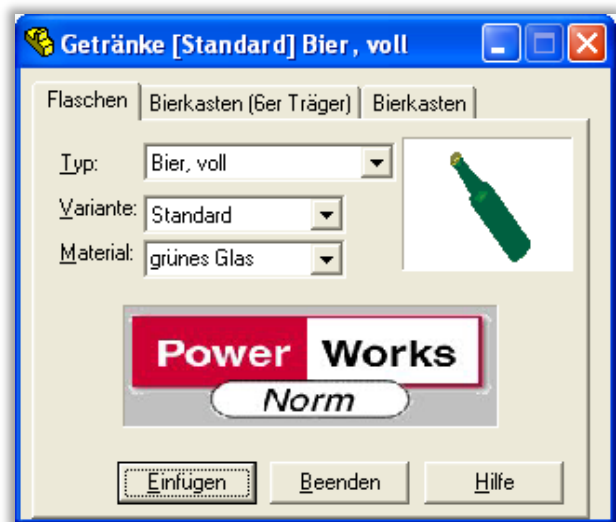 Getränke [Standard] Bier, voll
Flaschen Bierkasten (6er Träger) Bierkasten
Typ: Bier, voll
Variante: Standard
Material: grünes Glas
Power Works
Norm
Einfügen Beenden Hilfe